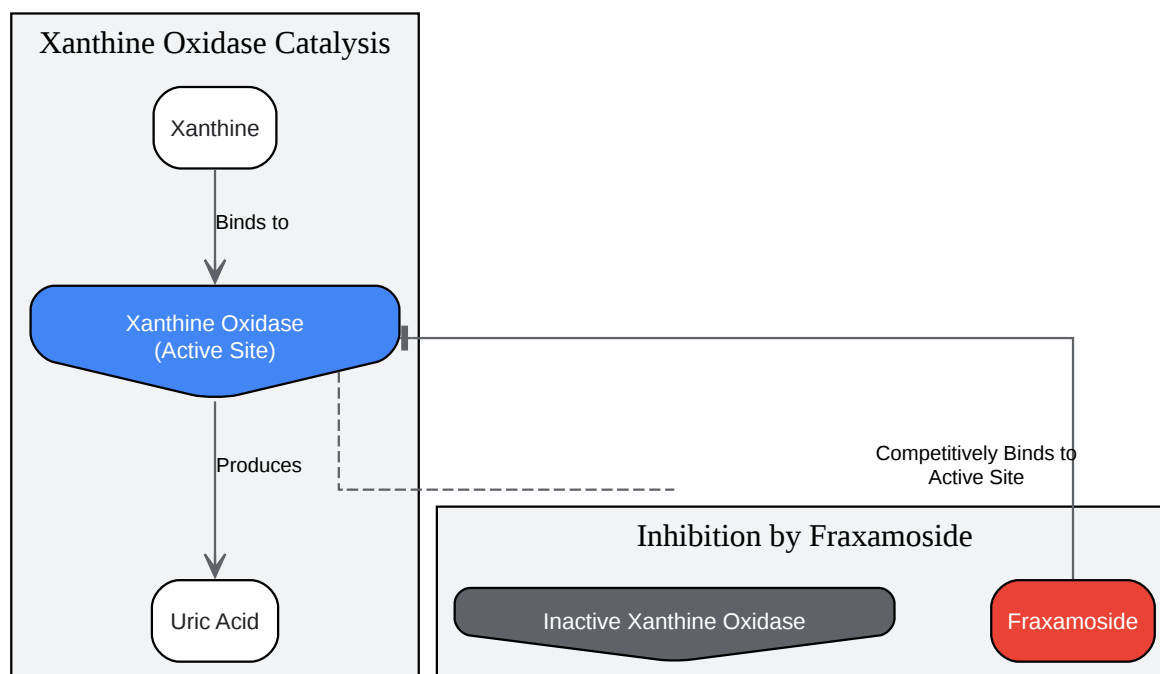 Xanthine Oxidase Catalysis
Xanthine
Binds to
Xanthine Oxidase
(Active Site)
Produces
Competitively Binds to
Active Site
Inhibition by Fraxamoside
Uric Acid
Inactive Xanthine Oxidase
Fraxamoside